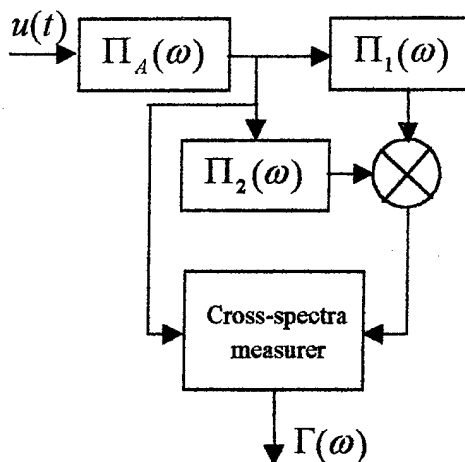 u(t)
Π_A(ω)
Π_1(ω)
Π_2(ω)
Cross-spectra
measurer
Γ(ω)